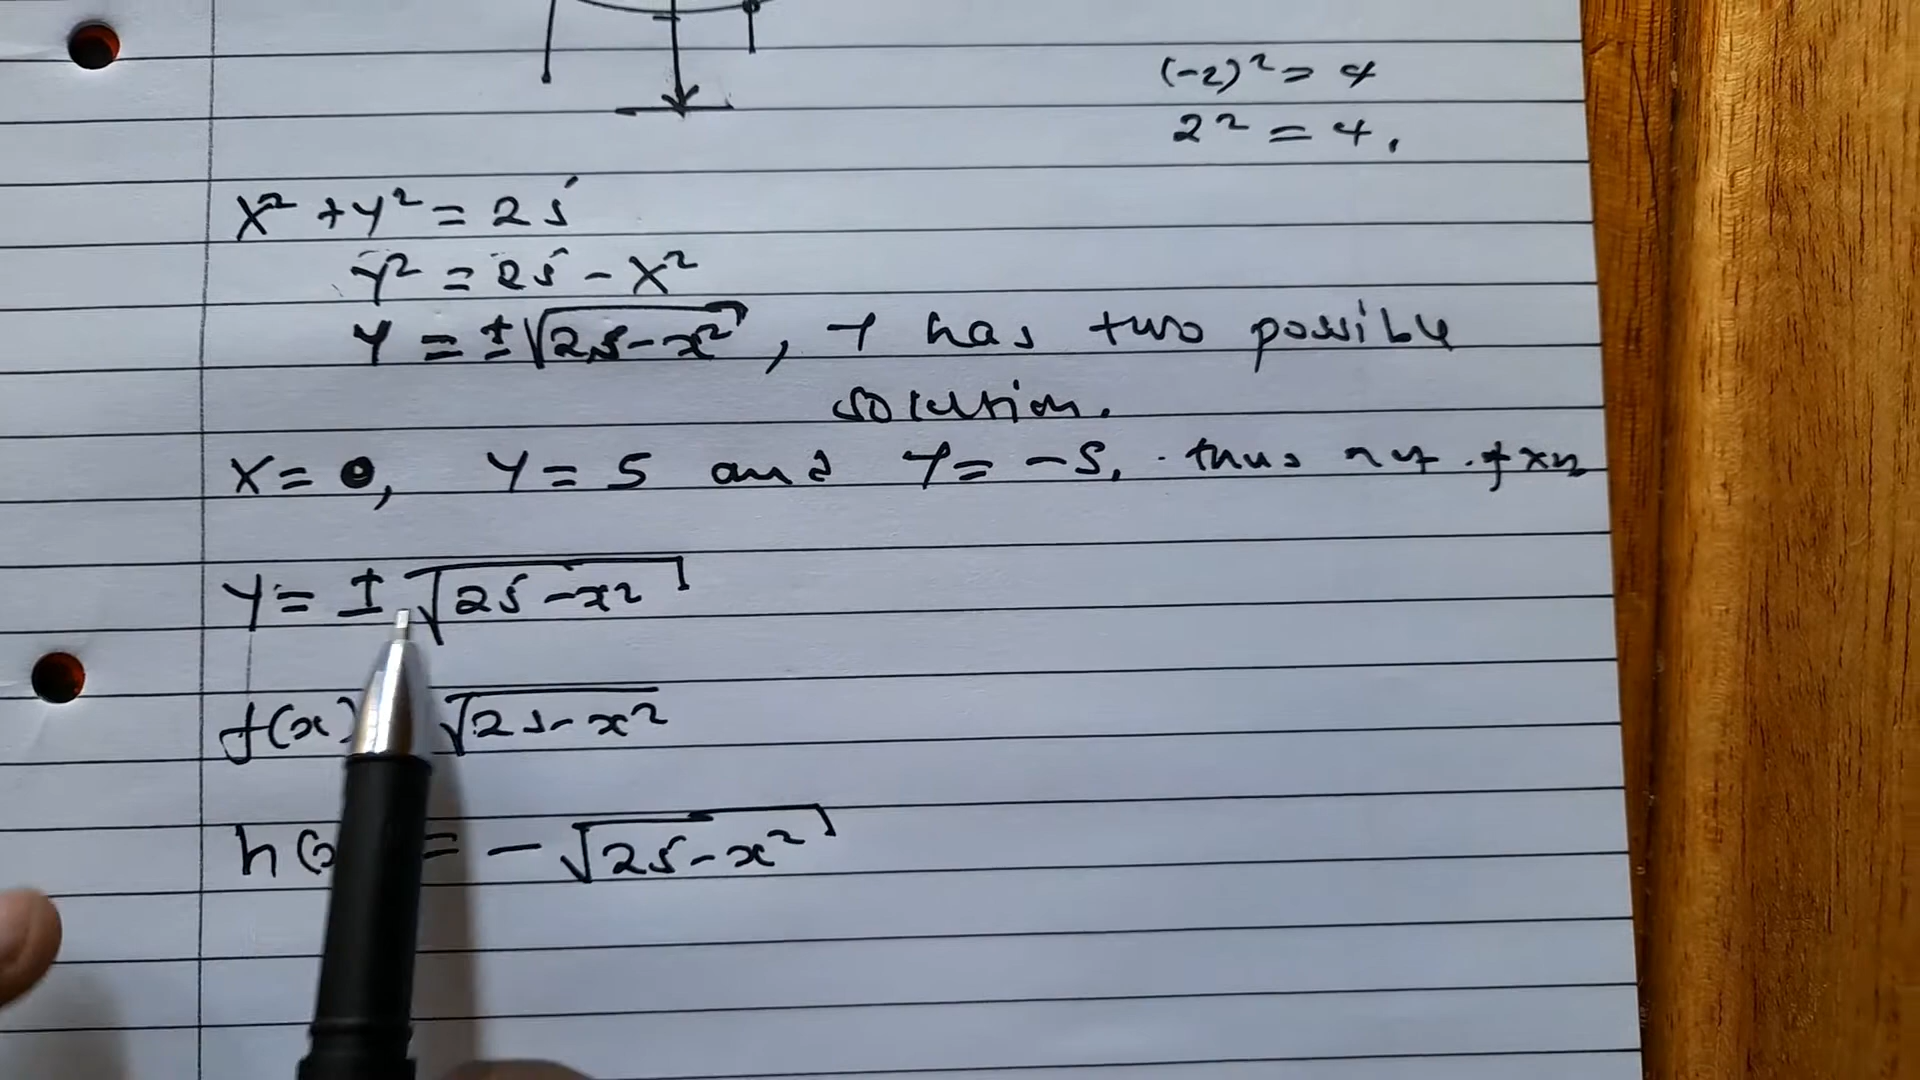 (-2)² = 4
2² = 4.
x² + y² = 25
y² = 25 - x²
y = ±√25-x², y has two possible
solution.
x = 0, y = 5 and y = -5. thus
y = ± √25-x²
f(x) √25-x²
h( = - √25-x²